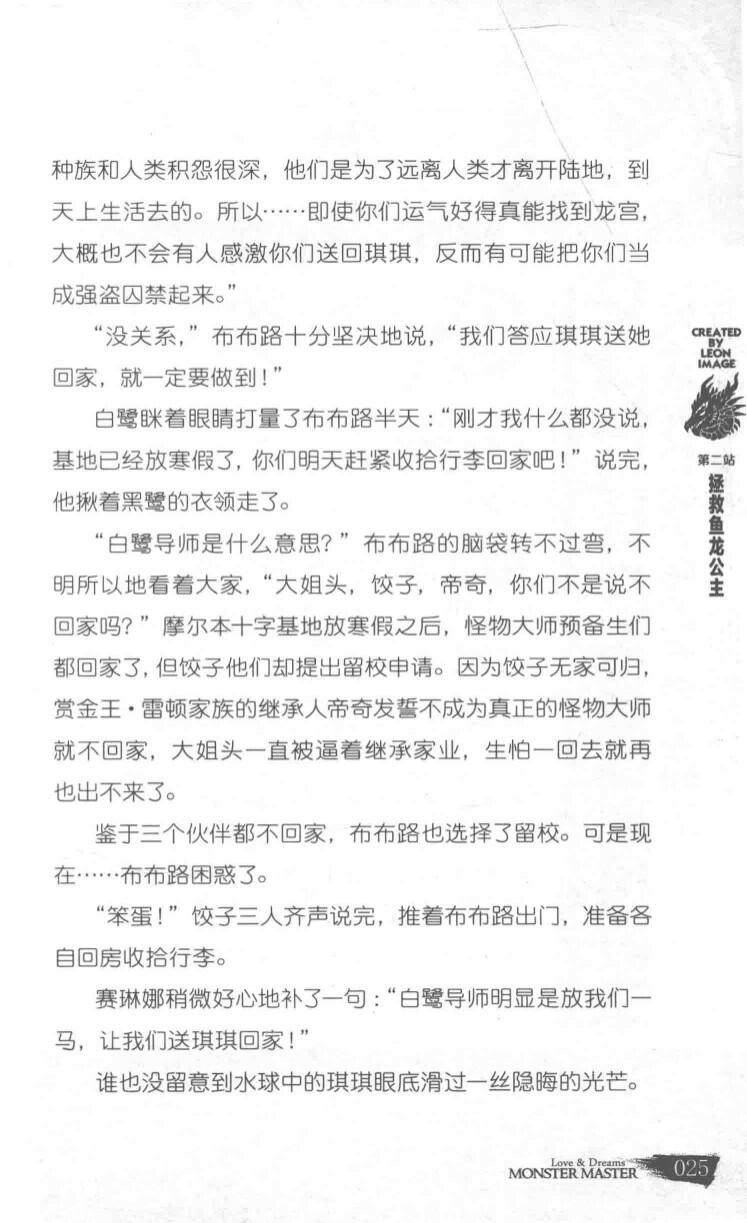 种族和人类积怨很深，他们是为了远离人类才离开陆地，到
天上生活去的。所以……即使你们运气好得真能找到龙宫，
大概也不会有人感激你们送回琪琪，反而有可能把你们当
成强盗囚禁起来。”
“没关系，”布布路十分坚决地说，“我们答应琪琪送她
回家，就一定要做到！”
白鹭眯着眼睛打量了布布路半天：“刚才我什么都没说，
基地已经放寒假了，你们明天赶紧收拾行李回家吧！”说完，
他揪着黑鹭的衣领走了。
“白鹭导师是什么意思？”布布路的脑袋转不过弯，不
明所以地看着大家，“大姐头，饺子，帝奇，你们不是说不
回家吗？”摩尔本十字基地放寒假之后，怪物大师预备生们
都回家了，但饺子他们却提出留校申请。因为饺子无家可归，
赏金王·雷顿家族的继承人帝奇发誓不成为真正的怪物大师
就不回家，大姐头一直被逼着继承家业，生怕一回去就再
也出不来了。
鉴于三个伙伴都不回家，布布路也选择了留校。可是现
在……布布路困惑了。
“笨蛋！”饺子三人齐声说完，推着布布路出门，准备各
自回房收拾行李。
赛琳娜稍微好心地补了一句：“白鹭导师明显是放我们一
马，让我们送琪琪回家！”
谁也没留意到水球中的琪琪眼底滑过一丝隐晦的光芒。
CREATED
BY
LEON
IMAGE
第二站
拯救鱼龙公主
Love & Dreams
MONSTER MASTER
025